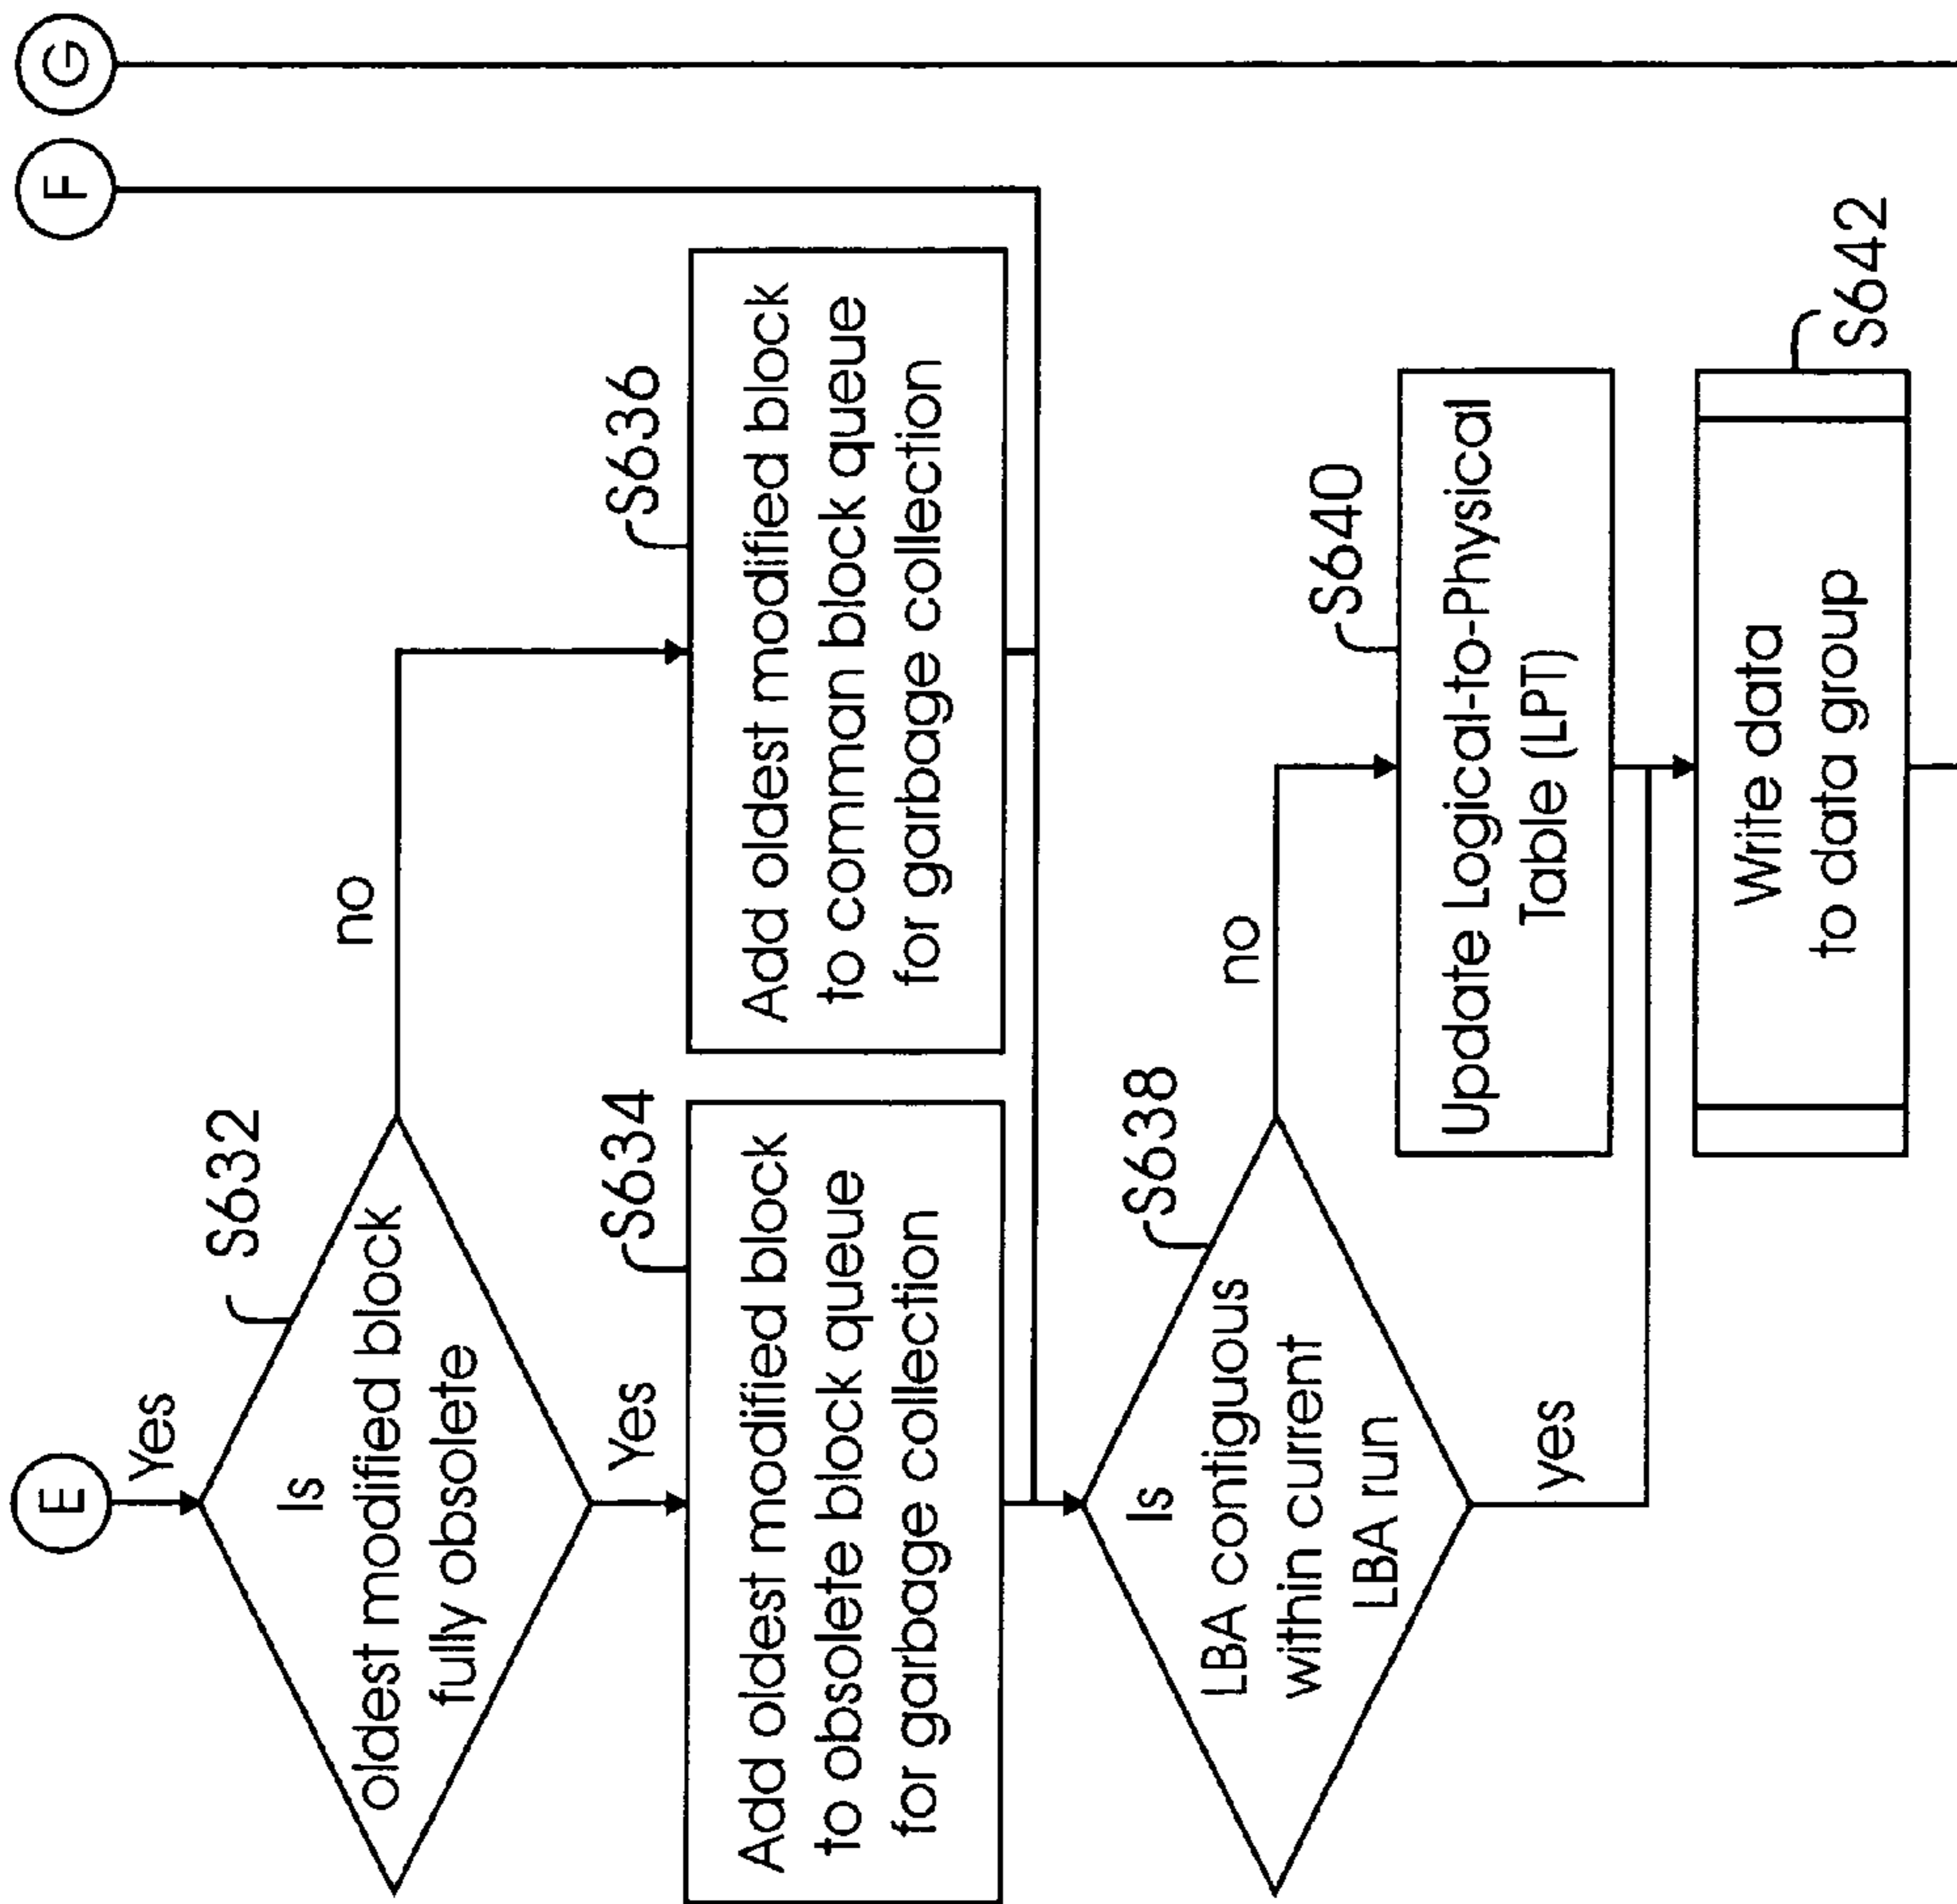 E
F
G
Yes
S632
Is
oldest modified block
fully obsolete
no
Yes
S634
Add oldest modified block
to obsolete block queue
for garbage collection
S636
Add oldest modified block
to comman block queue
for garbage collection
S638
Is
LBA contiguous
within current
LBA run
no
yes
S640
Update Logical-to-Physical
Table (LPT)
S642
Write data
to data group